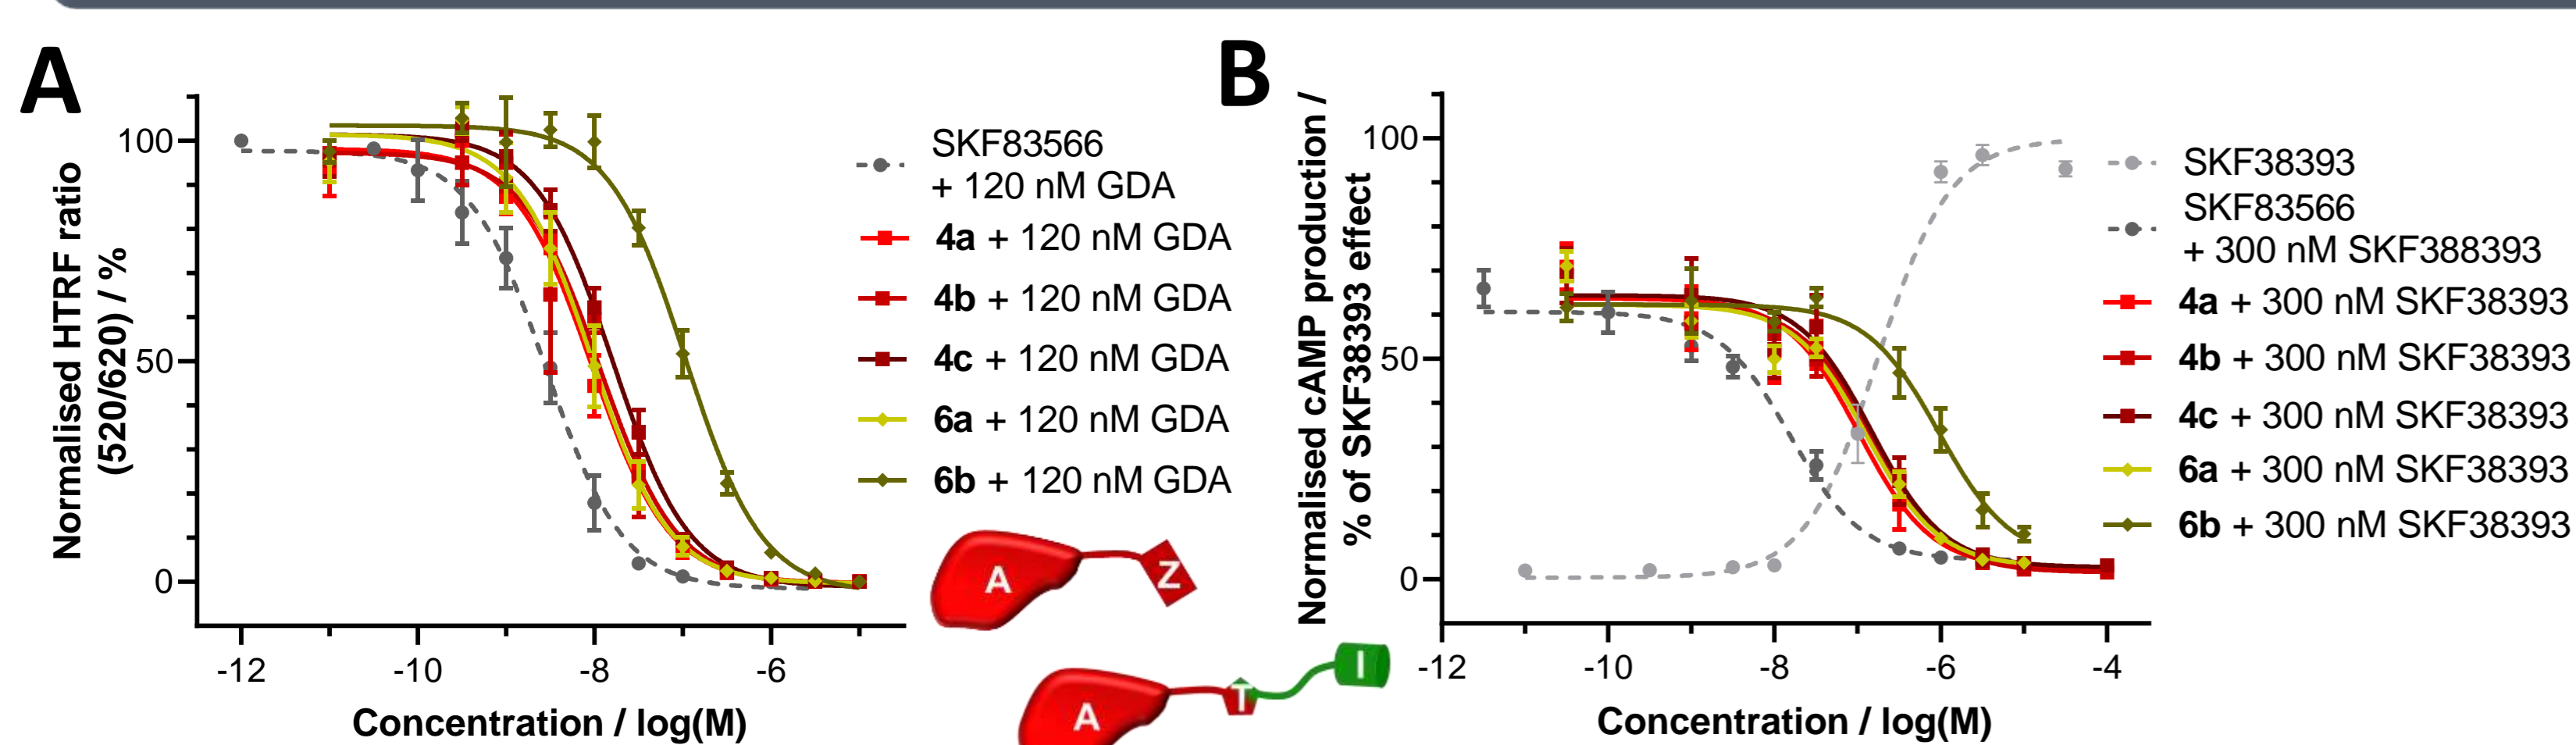 A
Normalised HTRF ratio
(520/620) / %
100
50
0
-12
-10
-8
-6
Concentration / log(M)
SKF83566
+ 120 nM GDA
4a + 120 nM GDA
4b + 120 nM GDA
4c + 120 nM GDA
6a + 120 nM GDA
6b + 120 nM GDA
A
Z
A
T
I
B
Normalised cAMP production /
% of SKF38393 effect
100
50
0
-12
-10
-8
-6
-4
Concentration / log(M)
SKF38393
SKF83566
+ 300 nM SKF388393
4a + 300 nM SKF38393
4b + 300 nM SKF38393
4c + 300 nM SKF38393
6a + 300 nM SKF38393
6b + 300 nM SKF38393